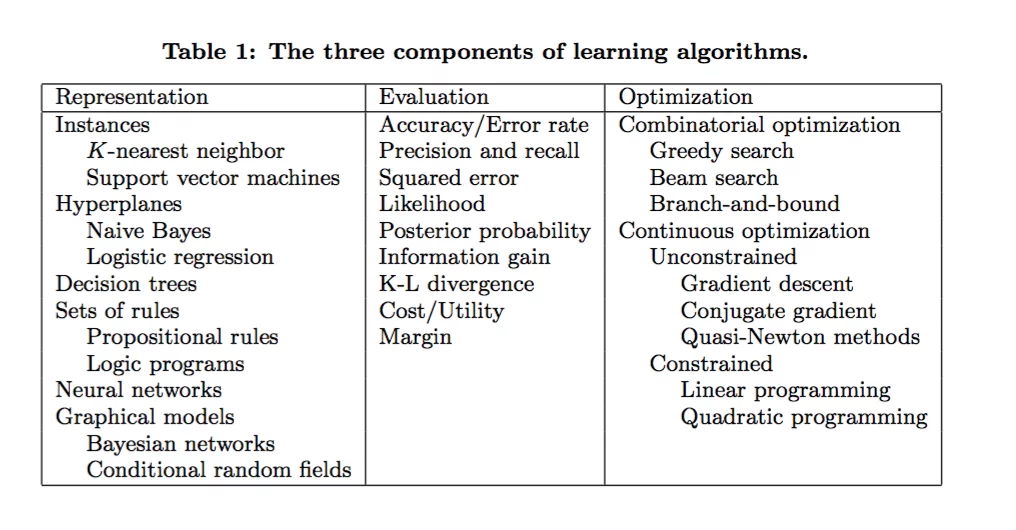 Table 1: The three components of learning algorithms.
Representation Evaluation Optimization
Instances Accuracy/Error rate Combinatorial optimization
K-nearest neighbor Precision and recall Greedy search
Support vector machines Squared error Beam search
Hyperplanes Likelihood Branch-and-bound
Naive Bayes Posterior probability Continuous optimization
Logistic regression Information gain Unconstrained
Decision trees K-L divergence Gradient descent
Sets of rules Cost/Utility Conjugate gradient
Propositional rules Margin Quasi-Newton methods
Logic programs Constrained
Neural networks Linear programming
Graphical models Quadratic programming
Bayesian networks
Conditional random fields